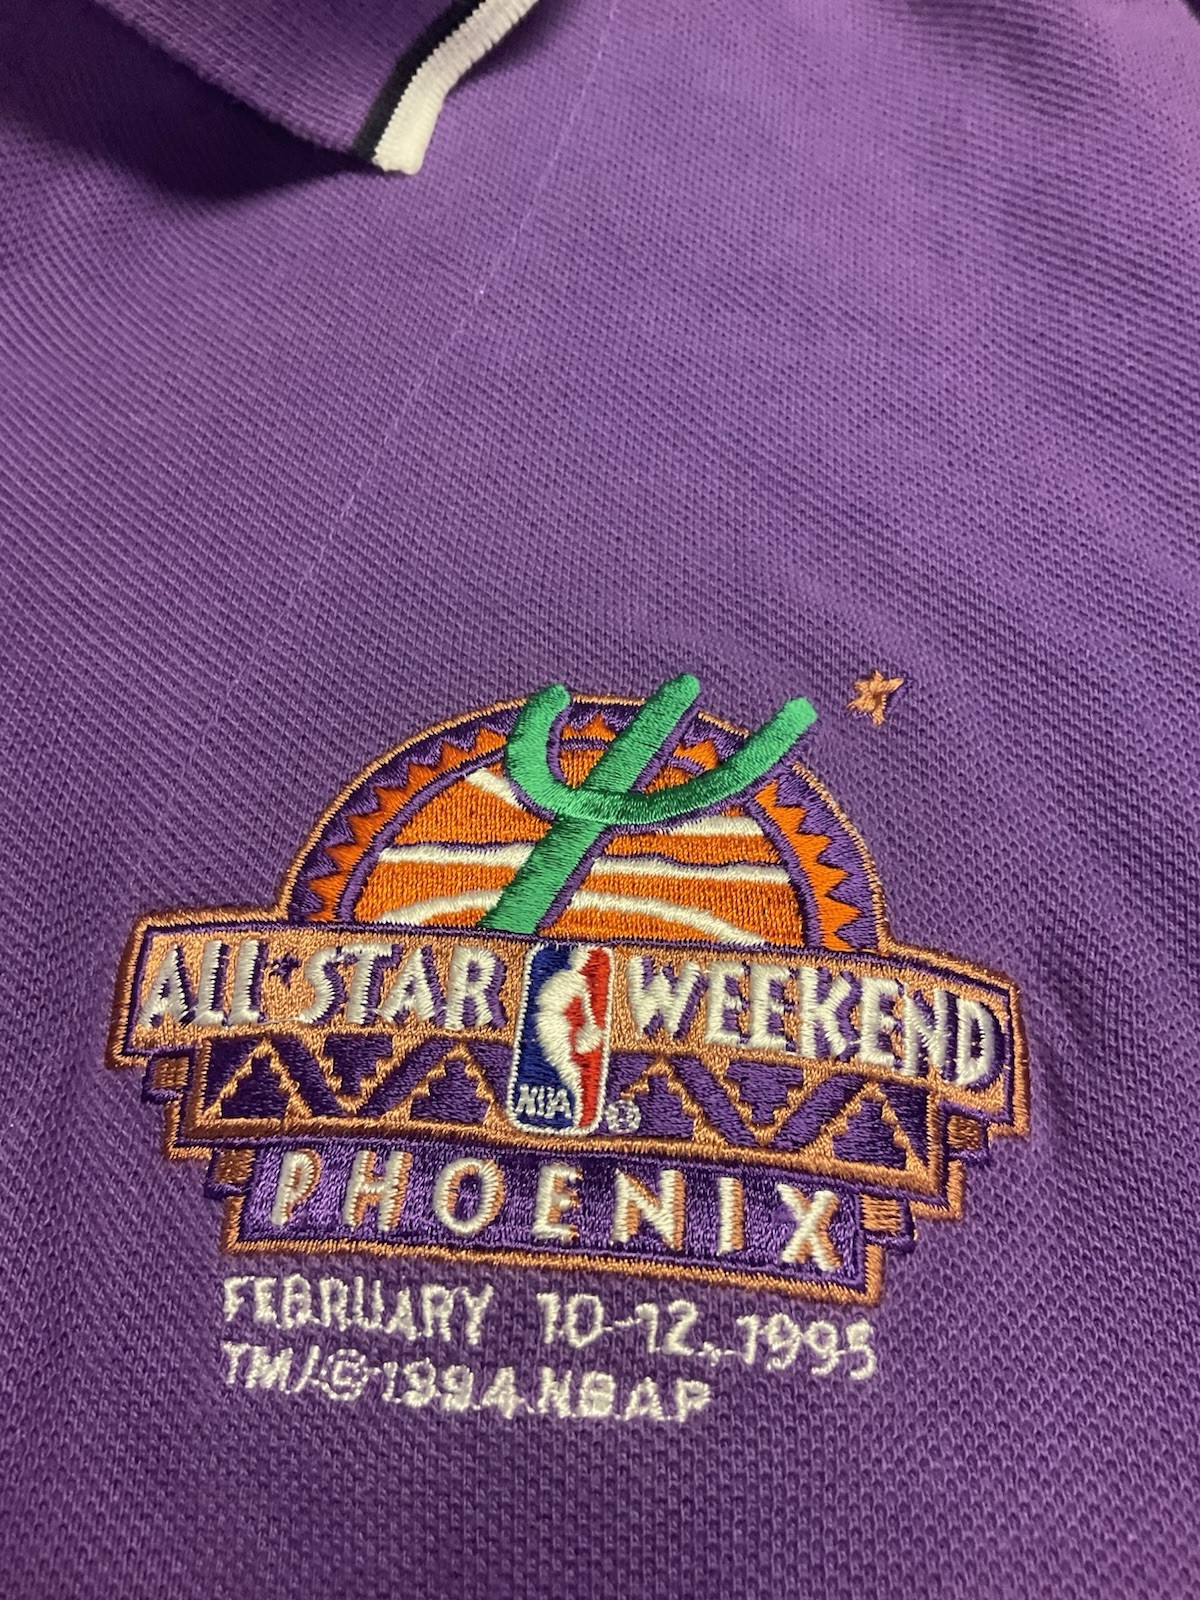 ALL★STAR WEEKEND
NBA ®
PHOENIX
FEBRUARY 10-12, 1995
TM/©1994 NBAP